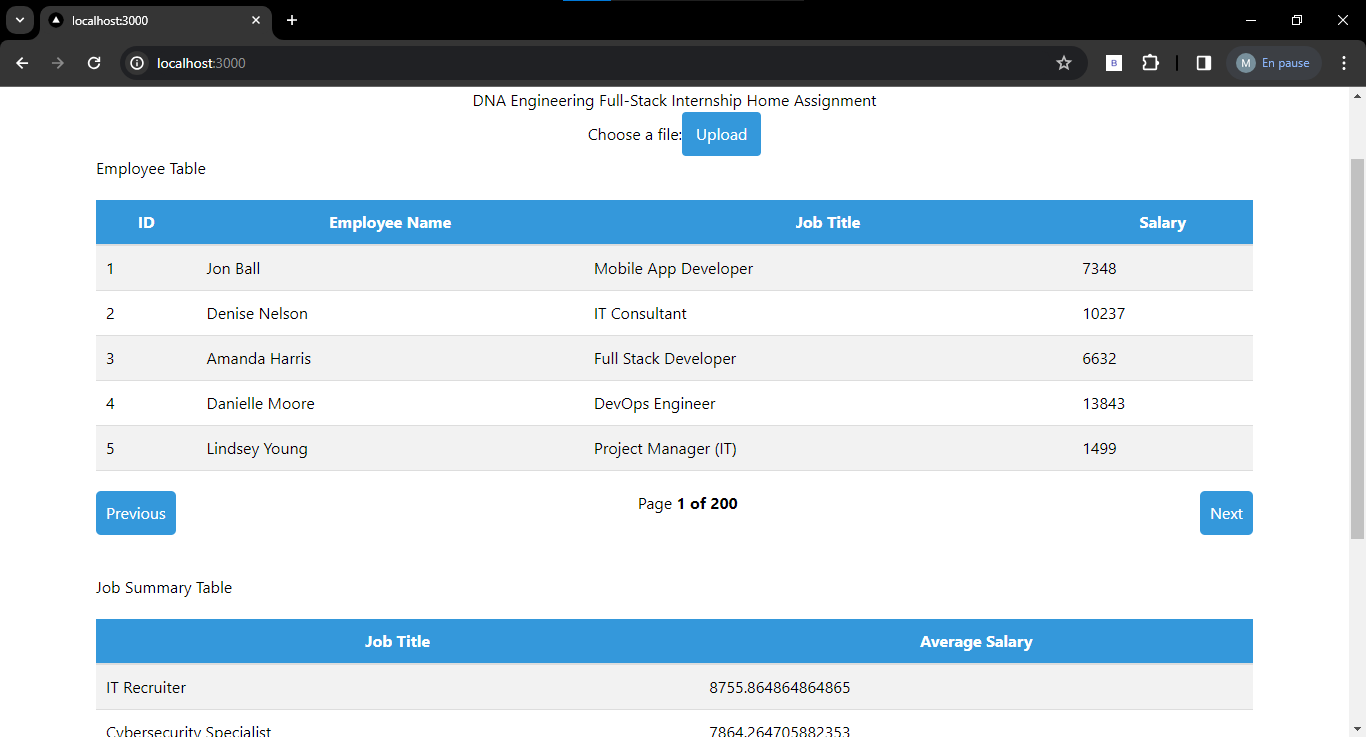 localhost:3000
localhost:3000
B
M En pause
DNA Engineering Full-Stack Internship Home Assignment
Choose a file: Upload
Employee Table
ID Employee Name Job Title Salary
1 Jon Ball Mobile App Developer 7348
2 Denise Nelson IT Consultant 10237
3 Amanda Harris Full Stack Developer 6632
4 Danielle Moore DevOps Engineer 13843
5 Lindsey Young Project Manager (IT) 1499
Previous Page 1 of 200 Next
Job Summary Table
Job Title Average Salary
IT Recruiter 8755.864864864865
Cybersecurity Specialist 7864.264705882353